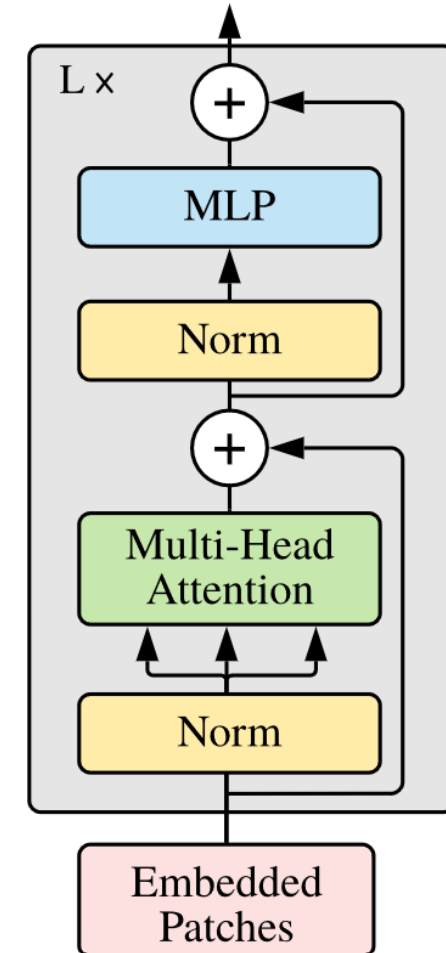 L ×
+
MLP
Norm
+
Multi-Head
Attention
Norm
Embedded
Patches